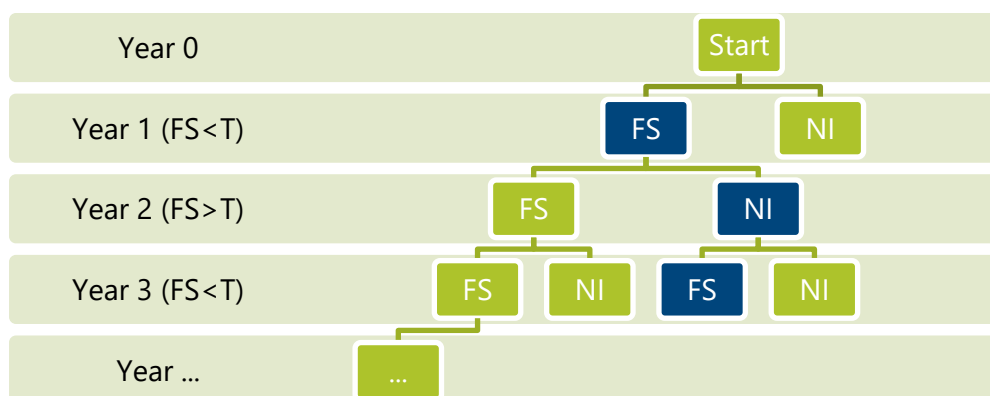 Year 0 Start
Year 1 (FS<T) FS NI
Year 2 (FS>T) FS NI
Year 3 (FS<T) FS NI FS NI
Year ... ...